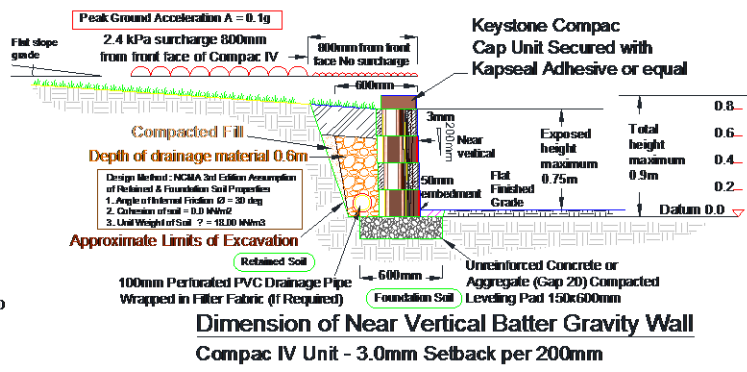 Peak Ground Acceleration A = 0.1g
Flat slope
grade
2.4 kPa surcharge 800mm
from front face of Compac IV
800mm from front
face No surcharge
600mm
Keystone Compac
Cap Unit Secured with
Kapseal Adhesive or equal
3mm
200mm
Near
vertical
Exposed
height
maximum
0.75m
Total
height
maximum
0.9m
0.8
0.6
0.4
0.2
Datum 0.0
Compacted Fill
Depth of drainage material 0.6m
Design Method : NCMA 3rd Edition Assumption
of Retained & Foundation Soil Properties
1. Angle of Internal Friction Ø = 30 deg
2. Cohesion of soil = 0.0 kN/m2
3. Unit Weight of Soil ? = 18.00 kN/m3
50mm
embedment
Flat
Finished
Grade
Approximate Limits of Excavation
Retained Soil
600mm
100mm Perforated PVC Drainage Pipe
Wrapped in Filter Fabric (If Required)
Foundation Soil
Unreinforced Concrete or
Aggregate (Gap 20) Compacted
Leveling Pad 150x600mm
Dimension of Near Vertical Batter Gravity Wall
Compac IV Unit - 3.0mm Setback per 200mm